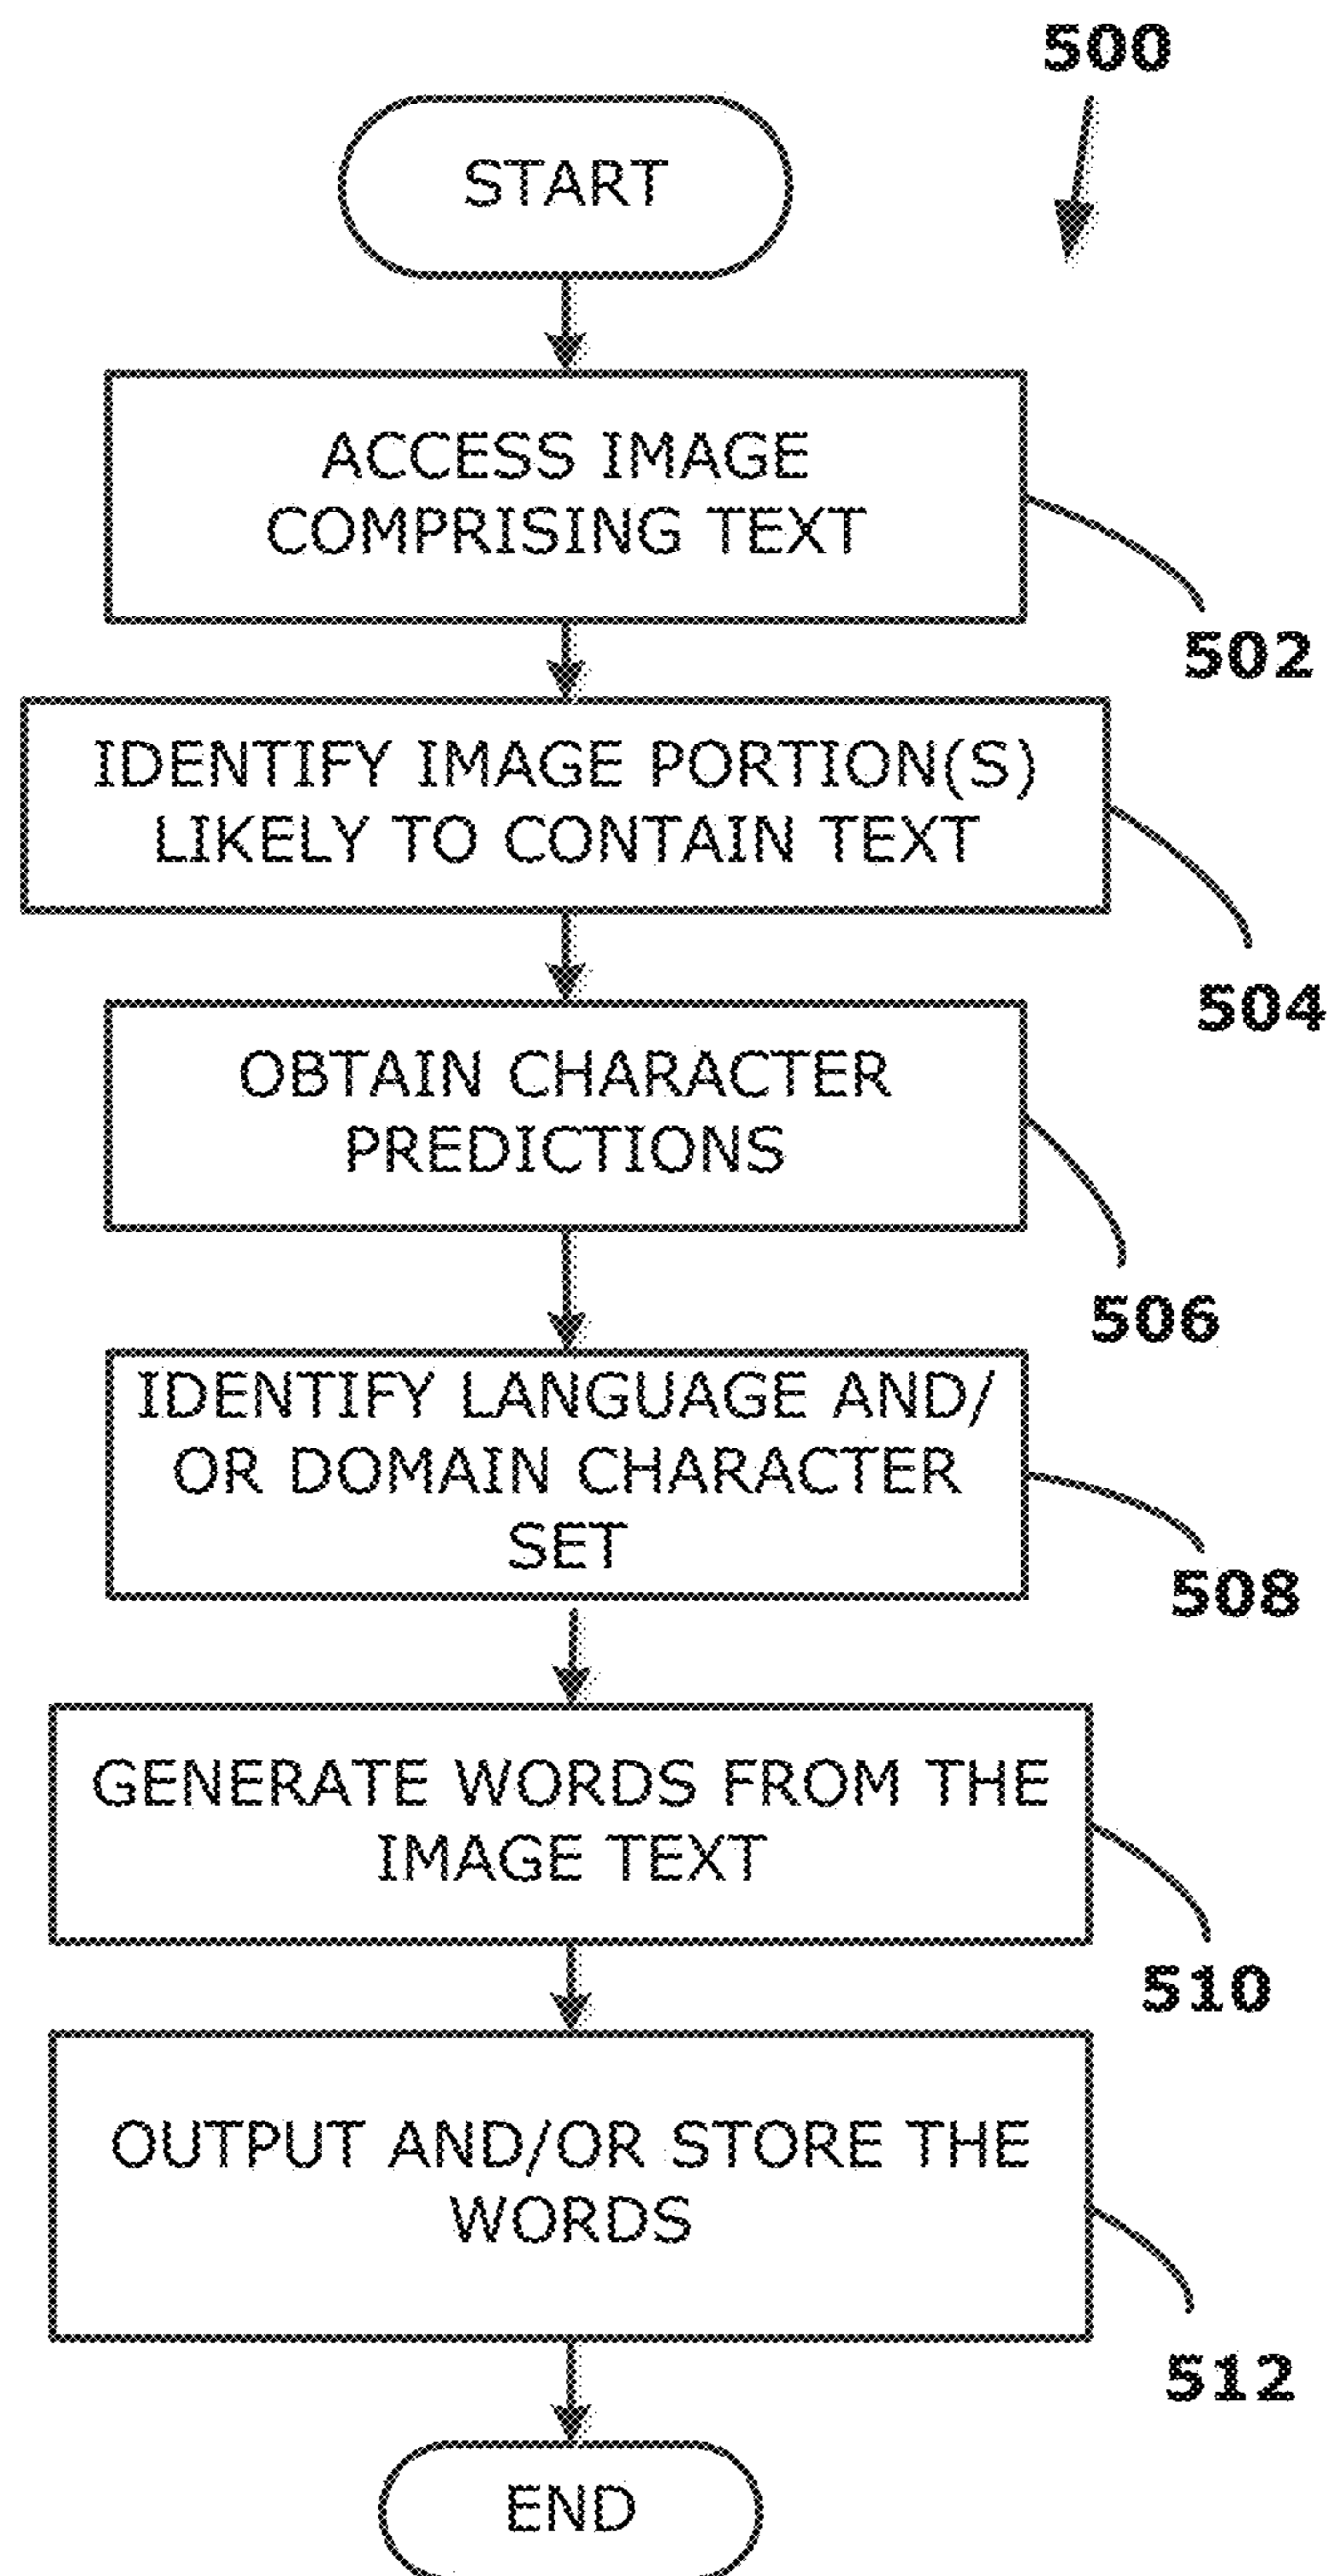 500
START
ACCESS IMAGE
COMPRISING TEXT
502
IDENTIFY IMAGE PORTION(S)
LIKELY TO CONTAIN TEXT
504
OBTAIN CHARACTER
PREDICTIONS
506
IDENTIFY LANGUAGE AND/
OR DOMAIN CHARACTER
SET
508
GENERATE WORDS FROM THE
IMAGE TEXT
510
OUTPUT AND/OR STORE THE
WORDS
512
END